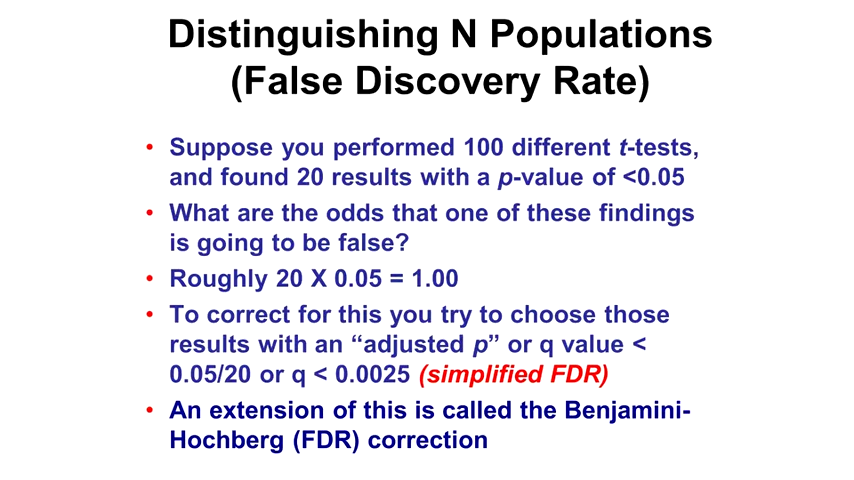 Distinguishing N Populations
(False Discovery Rate)
• Suppose you performed 100 different t-tests,
and found 20 results with a p-value of <0.05
• What are the odds that one of these findings
is going to be false?
• Roughly 20 X 0.05 = 1.00
• To correct for this you try to choose those
results with an “adjusted p” or q value <
0.05/20 or q < 0.0025 (simplified FDR)
• An extension of this is called the Benjamini-
Hochberg (FDR) correction